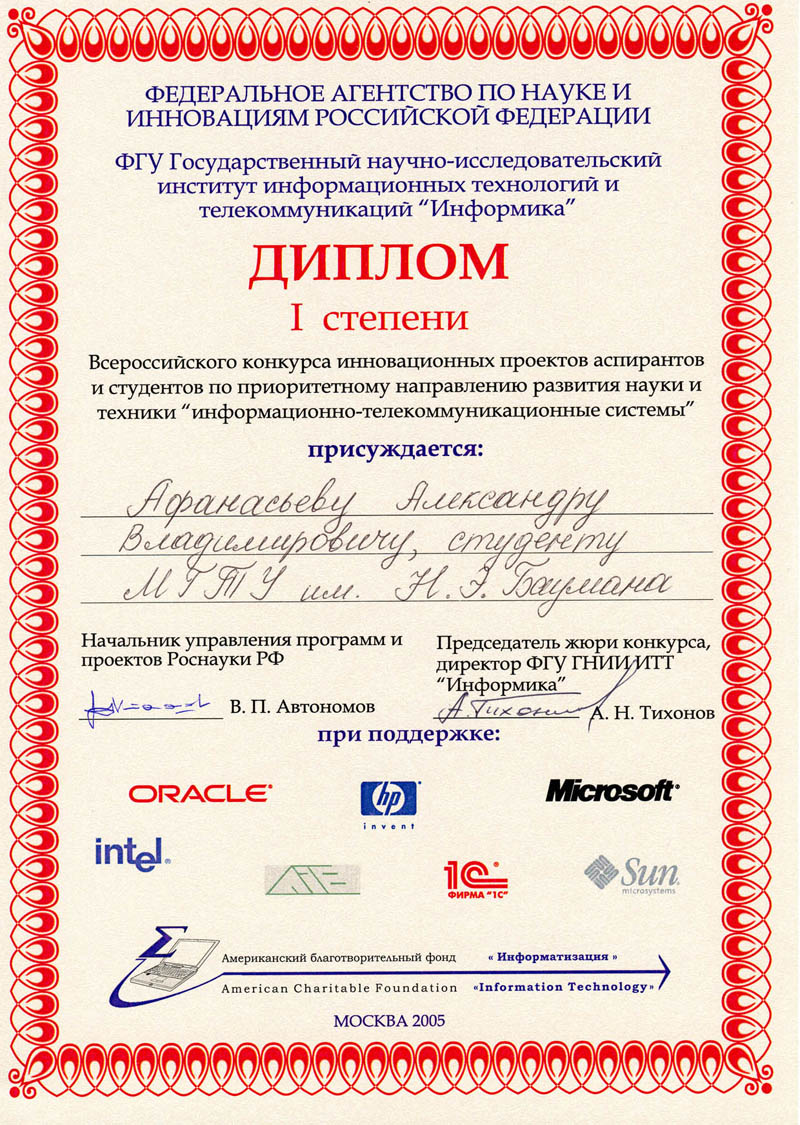 ФЕДЕРАЛЬНОЕ АГЕНТСТВО ПО НАУКЕ И
ИННОВАЦИЯМ РОССИЙСКОЙ ФЕДЕРАЦИИ
ФГУ Государственный научно-исследовательский
институт информационных технологий и
телекоммуникаций “Информика”
ДИПЛОМ
I степени
Всероссийского конкурса инновационных проектов аспирантов
и студентов по приоритетному направлению развития науки и
техники “информационно-телекоммуникационные системы”
присуждается:
Афанасьеву Александру
Владимировичу, студенту
МГТУ им. Н.Э. Баумана
Начальник управления программ и
проектов Роснауки РФ
В. П. Автономов
Председатель жюри конкурса,
директор ФГУ ГНИИ ИТТ
“Информика”
А. Тихонов
А. Н. Тихонов
при поддержке:
ORACLE
hp
invent
Microsoft
intel
1С
ФИРМА “1С”
Sun
microsystems
Американский благотворительный фонд « Информатизация »
American Charitable Foundation «Information Technology»
МОСКВА 2005